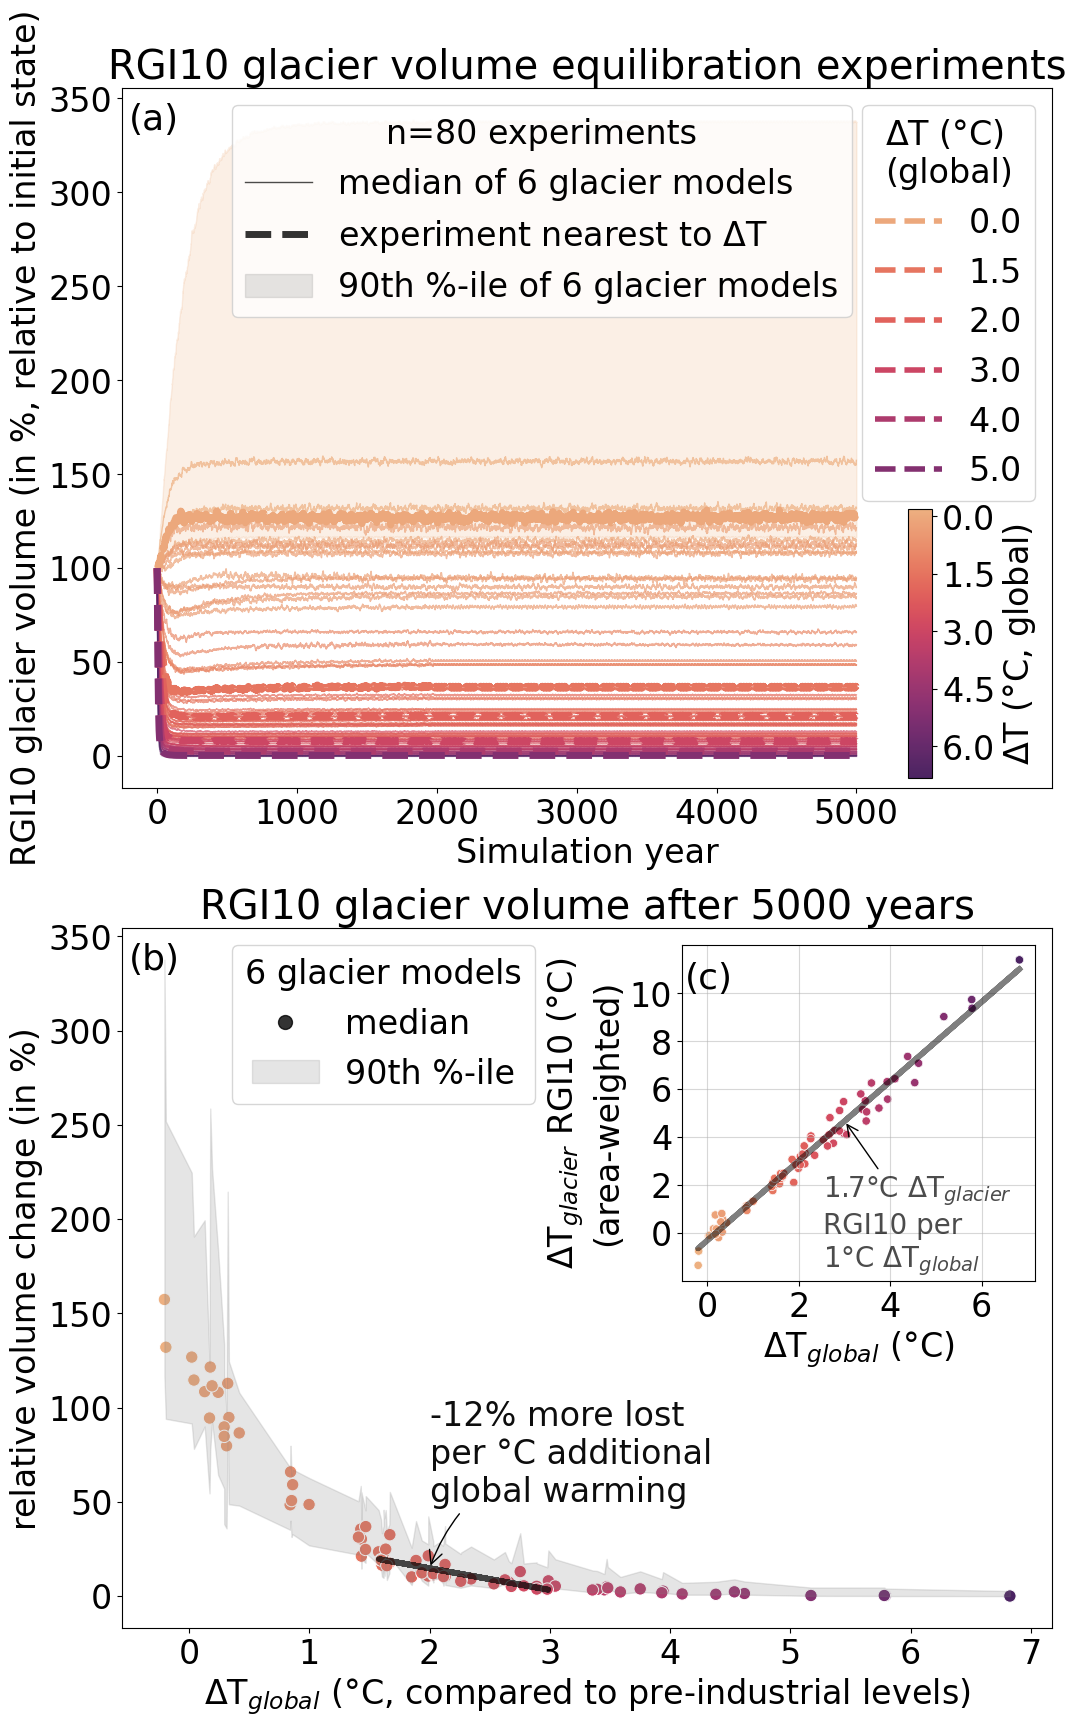 RGI10 glacier volume equilibration experiments
(a)
RGI10 glacier volume (in %, relative to initial state)
350
300
250
200
150
100
50
0
n=80 experiments
median of 6 glacier models
experiment nearest to ΔT
90th %-ile of 6 glacier models
ΔT (°C)
(global)
0.0
1.5
2.0
3.0
4.0
5.0
0.0
1.5
3.0
4.5
6.0
ΔT (°C, global)
0 1000 2000 3000 4000 5000
Simulation year
RGI10 glacier volume after 5000 years
(b)
relative volume change (in %)
350
300
250
200
150
100
50
0
6 glacier models
median
90th %-ile
(c)
ΔTglacier RGI10 (°C)
(area-weighted)
10
8
6
4
2
0
1.7°C ΔTglacier
RGI10 per
1°C ΔTglobal
0 2 4 6
ΔTglobal (°C)
-12% more lost
per °C additional
global warming
0 1 2 3 4 5 6 7
ΔTglobal (°C, compared to pre-industrial levels)